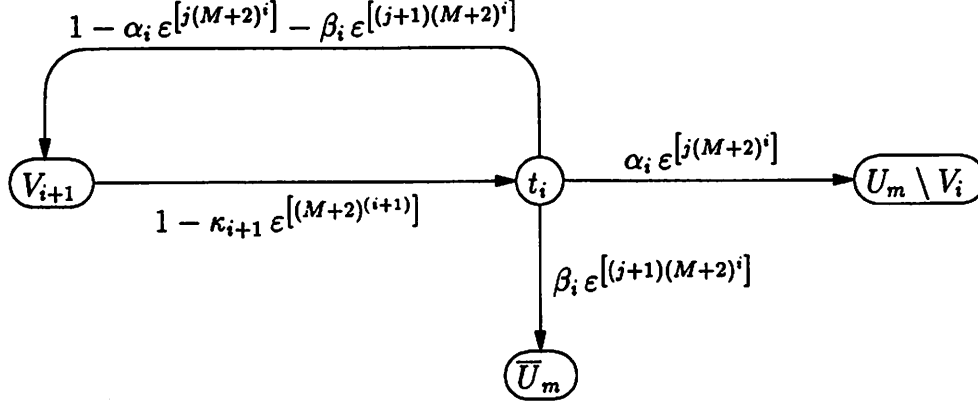 1 − α_i ε^[j(M+2)^i] − β_i ε^[(j+1)(M+2)^i]
α_i ε^[j(M+2)^i]
V_{i+1}
t_i
U_m \ V_i
1 − κ_{i+1} ε^[(M+2)^(i+1)]
β_i ε^[(j+1)(M+2)^i]
U̅_m